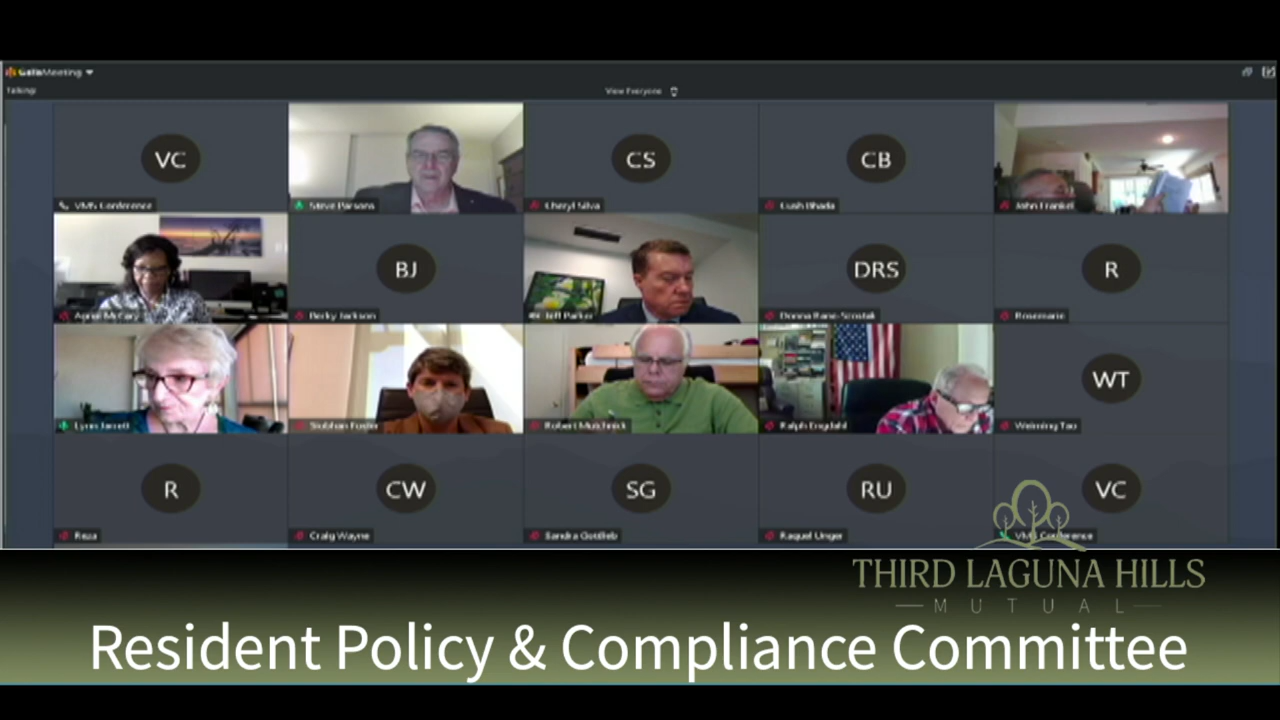 GoToMeeting
Talking:
View Everyone
VC
CS
CB
VMS Conference
Steve Parsons
Cheryl Silva
Cush Bhada
John Frankel
BJ
DRS
R
Becky Jackson
Jeff Parker
Donna Rane-Szostak
Rosemarie
WT
Lynn Jarrett
Siobhan Foster
Robert Mutchnick
Ralph Engdahl
Weiming Tao
R
CW
SG
RU
VC
Reza
Craig Wayne
Sandra Gottlieb
Raquel Unger
VMS Conference
THIRD LAGUNA HILLS
MUTUAL
Resident Policy & Compliance Committee